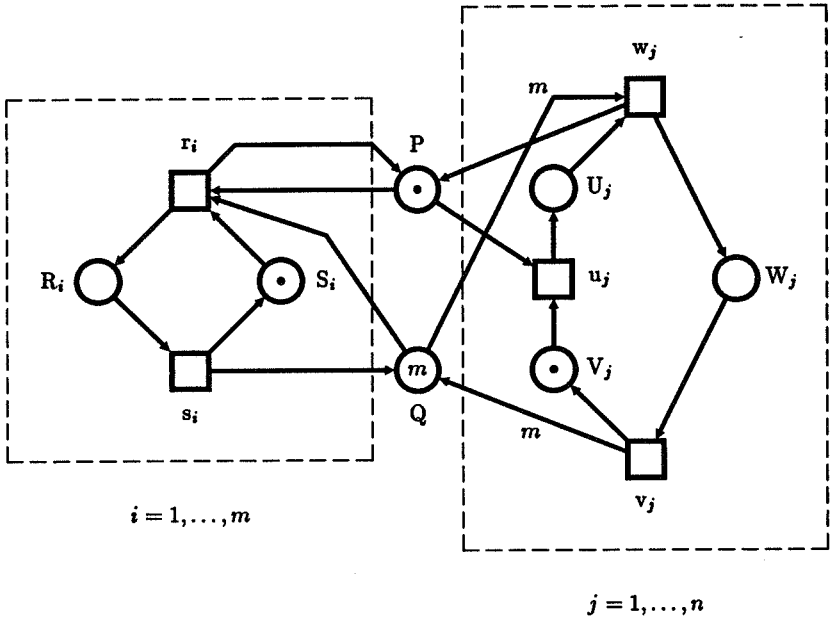 w_j
m
r_i
P
U_j
R_i
S_i
u_j
W_j
m
V_j
s_i
Q
m
v_j
i = 1, ..., m
j = 1, ..., n